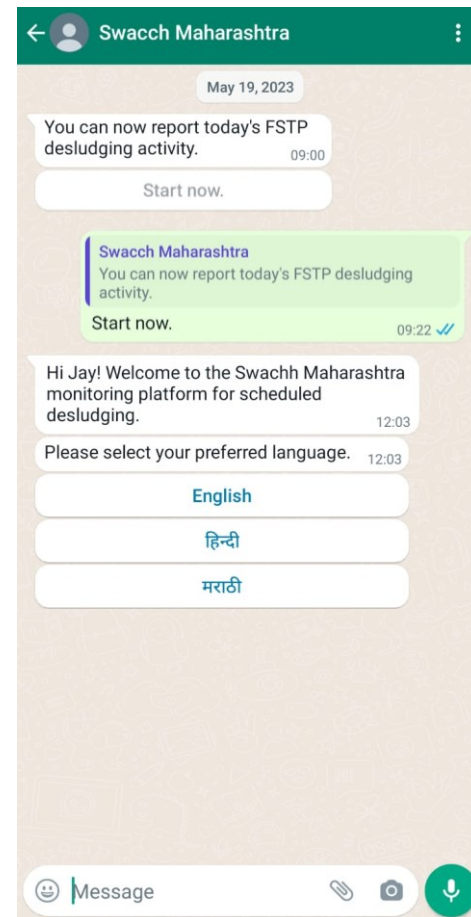 Swacch Maharashtra
May 19, 2023
You can now report today's FSTP
desludging activity.
09:00
Start now.
Swacch Maharashtra
You can now report today's FSTP desludging
activity.
Start now.
09:22
Hi Jay! Welcome to the Swachh Maharashtra
monitoring platform for scheduled
desludging.
12:03
Please select your preferred language. 12:03
English
हिन्दी
मराठी
Message